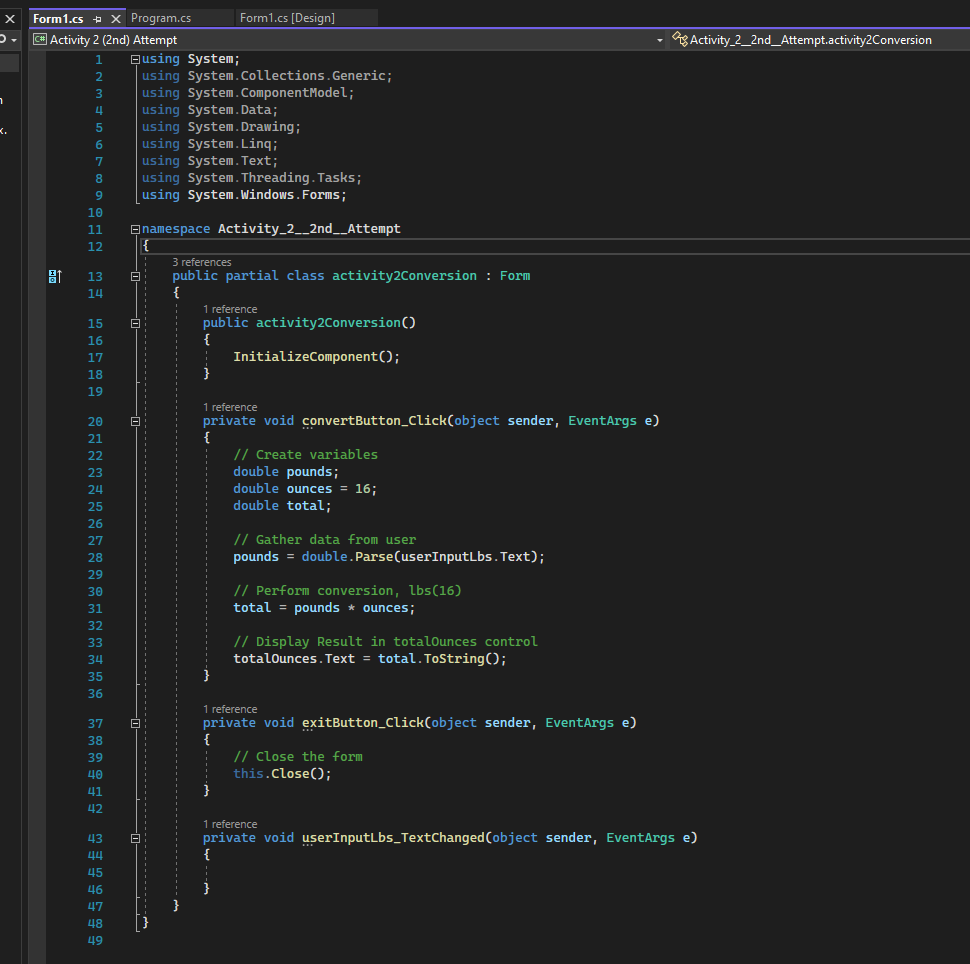 Form1.cs
Program.cs
Form1.cs [Design]
C# Activity 2 (2nd) Attempt
Activity_2__2nd__Attempt.activity2Conversion
1 using System;
2 using System.Collections.Generic;
3 using System.ComponentModel;
4 using System.Data;
5 using System.Drawing;
6 using System.Linq;
7 using System.Text;
8 using System.Threading.Tasks;
9 using System.Windows.Forms;
10
11 namespace Activity_2__2nd__Attempt
12 {
3 references
13 public partial class activity2Conversion : Form
14 {
1 reference
15 public activity2Conversion()
16 {
17 InitializeComponent();
18 }
19
1 reference
20 private void convertButton_Click(object sender, EventArgs e)
21 {
22 // Create variables
23 double pounds;
24 double ounces = 16;
25 double total;
26
27 // Gather data from user
28 pounds = double.Parse(userInputLbs.Text);
29
30 // Perform conversion, lbs(16)
31 total = pounds * ounces;
32
33 // Display Result in totalOunces control
34 totalOunces.Text = total.ToString();
35 }
36
1 reference
37 private void exitButton_Click(object sender, EventArgs e)
38 {
39 // Close the form
40 this.Close();
41 }
42
1 reference
43 private void userInputLbs_TextChanged(object sender, EventArgs e)
44 {
45
46 }
47 }
48 }
49